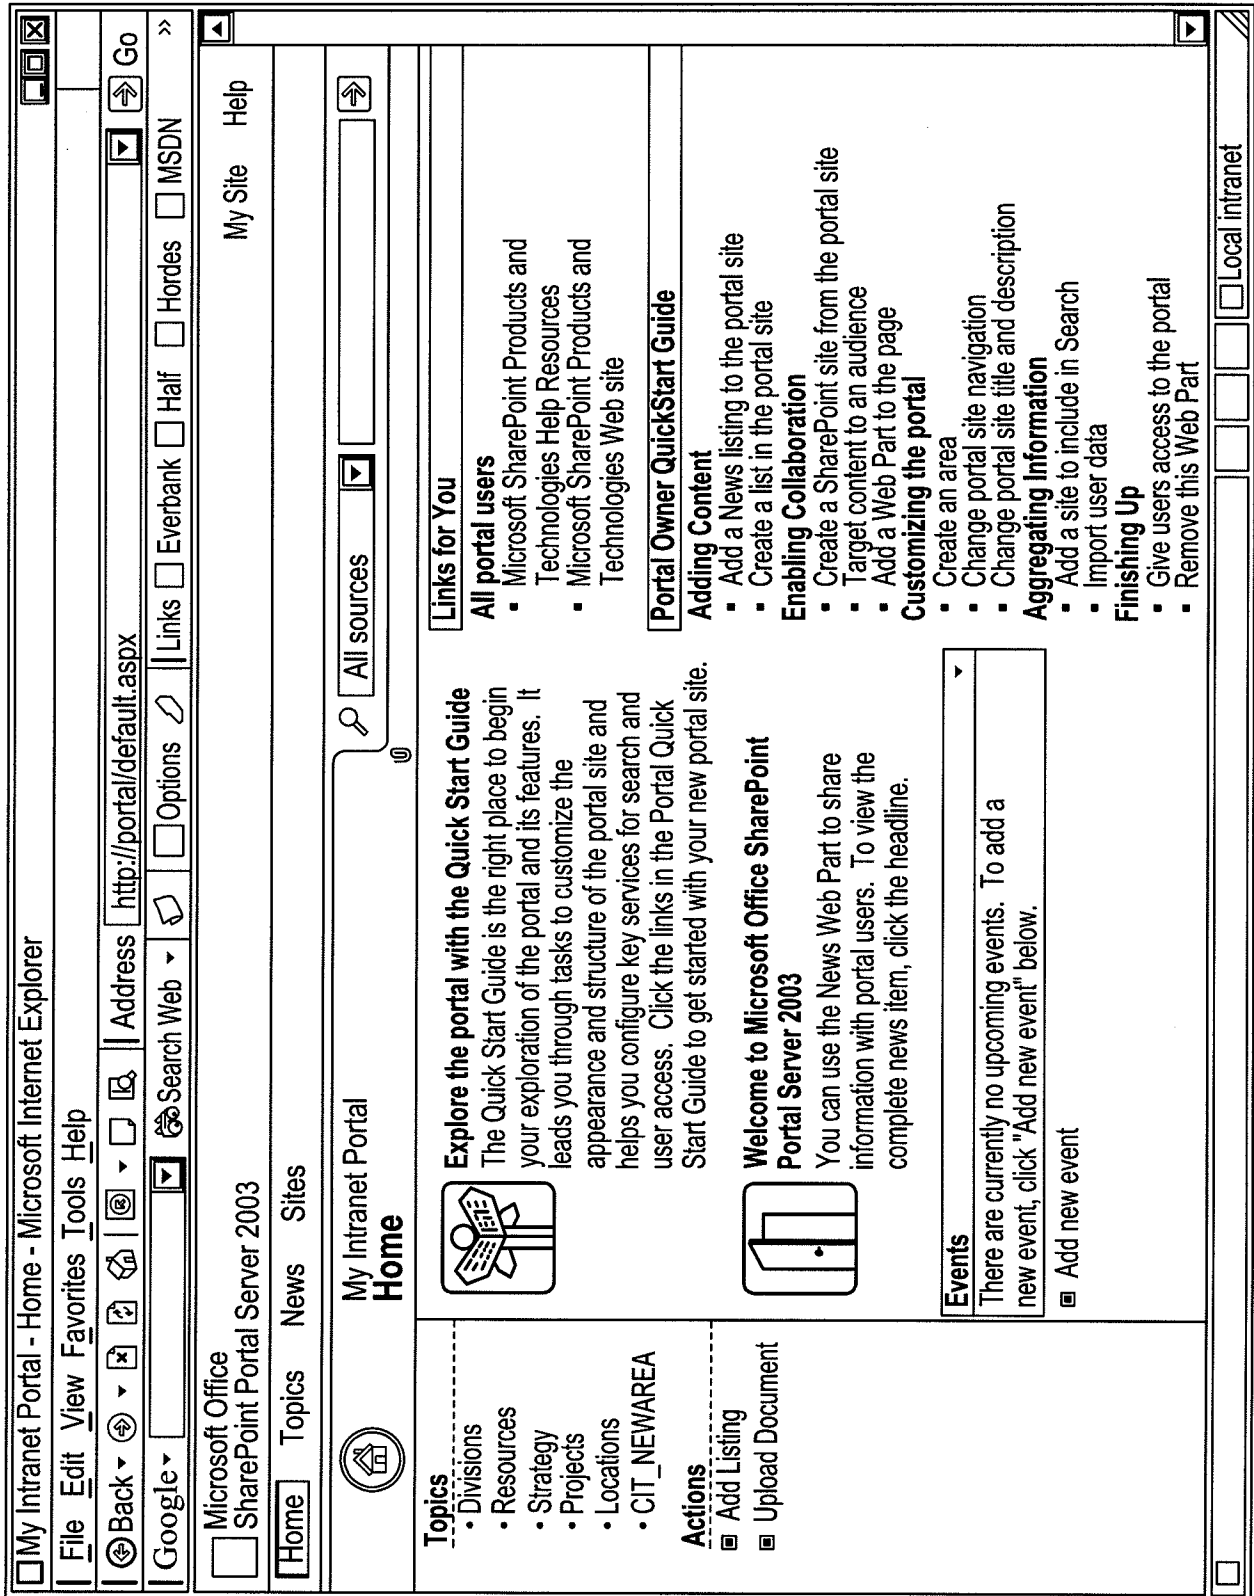 My Intranet Portal - Home - Microsoft Internet Explorer
File Edit View Favorites Tools Help
Back Address http://portal/default.aspx Go
Google Search Web Options Links Everbank Half Hordes MSDN »
Microsoft Office
SharePoint Portal Server 2003
My Site Help
Home Topics News Sites
My Intranet Portal
Home
All sources
Topics
• Divisions
• Resources
• Strategy
• Projects
• Locations
• CIT_NEWAREA
Actions
Add Listing
Upload Document
Explore the portal with the Quick Start Guide
The Quick Start Guide is the right place to begin
your exploration of the portal and its features. It
leads you through tasks to customize the
appearance and structure of the portal site and
helps you configure key services for search and
user access. Click the links in the Portal Quick
Start Guide to get started with your new portal site.
Welcome to Microsoft Office SharePoint
Portal Server 2003
You can use the News Web Part to share
information with portal users. To view the
complete news item, click the headline.
Events
There are currently no upcoming events. To add a
new event, click "Add new event" below.
Add new event
Links for You
All portal users
▪ Microsoft SharePoint Products and
Technologies Help Resources
▪ Microsoft SharePoint Products and
Technologies Web site
Portal Owner QuickStart Guide
Adding Content
▪ Add a News listing to the portal site
▪ Create a list in the portal site
Enabling Collaboration
▪ Create a SharePoint site from the portal site
▪ Target content to an audience
▪ Add a Web Part to the page
Customizing the portal
▪ Create an area
▪ Change portal site navigation
▪ Change portal site title and description
Aggregating Information
▪ Add a site to include in Search
▪ Import user data
Finishing Up
▪ Give users access to the portal
▪ Remove this Web Part
Local intranet